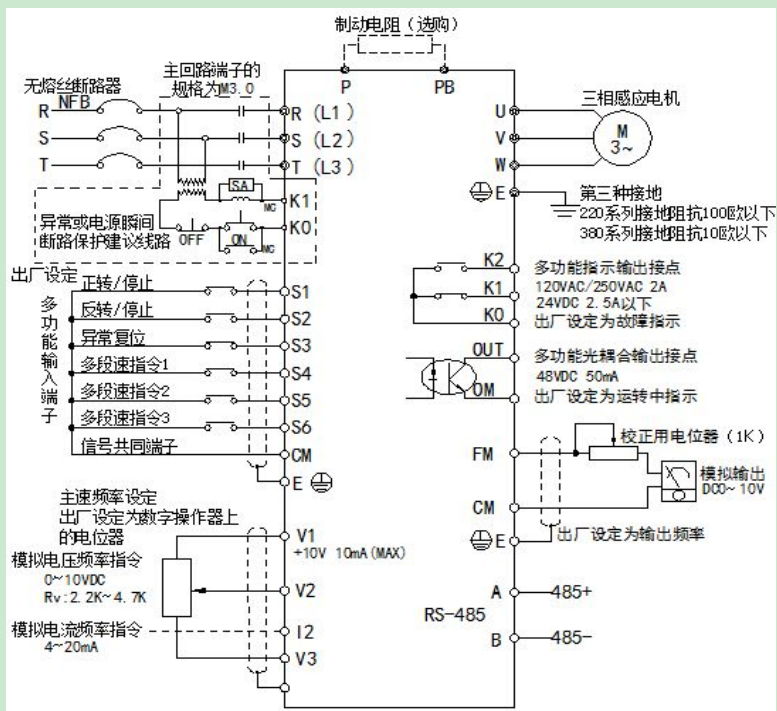 制动电阻（选购）
P
PB
主回路端子的
规格为M3.0
无熔丝断路器
NFB
R
S
T
R (L1)
S (L2)
T (L3)
SA
MC
K1
K0
OFF
ON
MC
异常或电源瞬间
断路保护建议线路
U
V
W
三相感应电机
M
3~
E
第三种接地
220系列接地阻抗100欧以下
380系列接地阻抗10欧以下
出厂设定
多功能输入端子
正转/停止
S1
反转/停止
S2
异常复位
S3
多段速指令1
S4
多段速指令2
S5
多段速指令3
S6
信号共同端子
CM
E
K2
K1
K0
多功能指示输出接点
120VAC/250VAC 2A
24VDC 2.5A以下
出厂设定为故障指示
OUT
OM
多功能光耦合输出接点
48VDC 50mA
出厂设定为运转中指示
FM
校正用电位器（1K）
模拟输出
DC0~ 10V
CM
E
出厂设定为输出频率
主速频率设定
出厂设定为数字操作器上
的电位器
V1
+10V 10mA(MAX)
模拟电压频率指令
0~10VDC
Rv:2.2K~4.7K
V2
模拟电流频率指令
4~20mA
I2
V3
RS-485
A
485+
B
485-